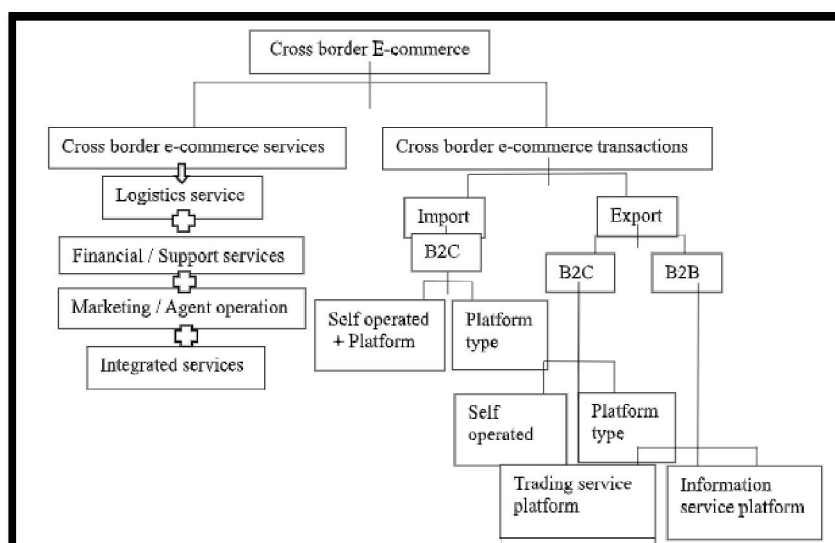 Cross border E-commerce
Cross border e-commerce services
Cross border e-commerce transactions
Logistics service
Import
Export
Financial / Support services
B2C
B2C
B2B
Marketing / Agent operation
Self operated
+ Platform
Platform
type
Integrated services
Self
operated
Platform
type
Trading service
platform
Information
service platform